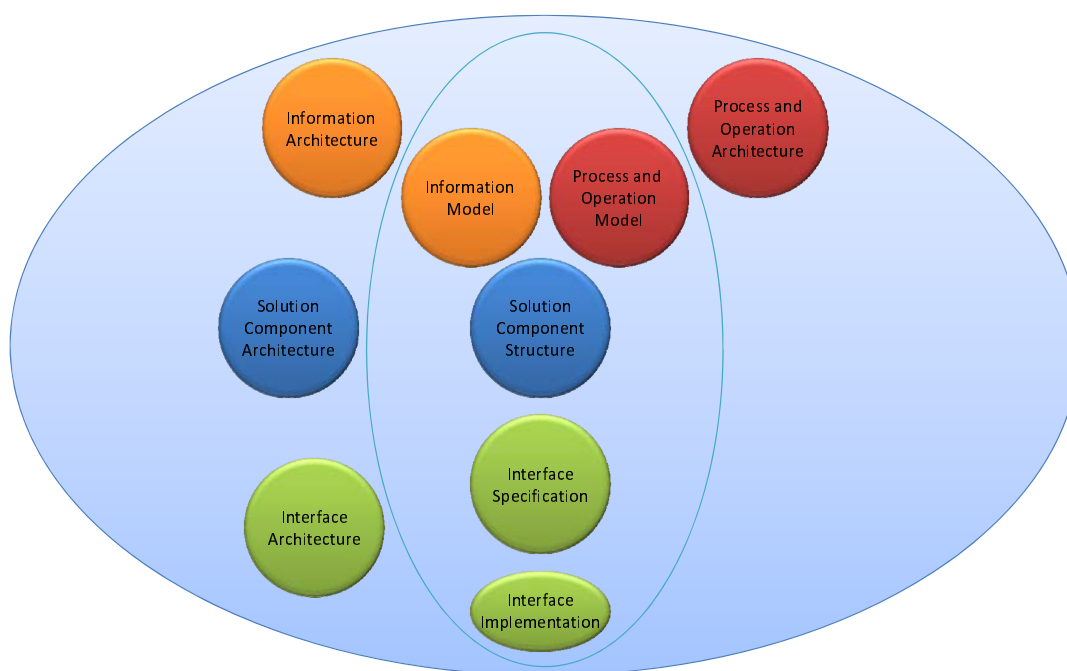 Information
Architecture
Process and
Operation
Architecture
Information
Model
Process and
Operation
Model
Solution
Component
Architecture
Solution
Component
Structure
Interface
Specification
Interface
Architecture
Interface
Implementation